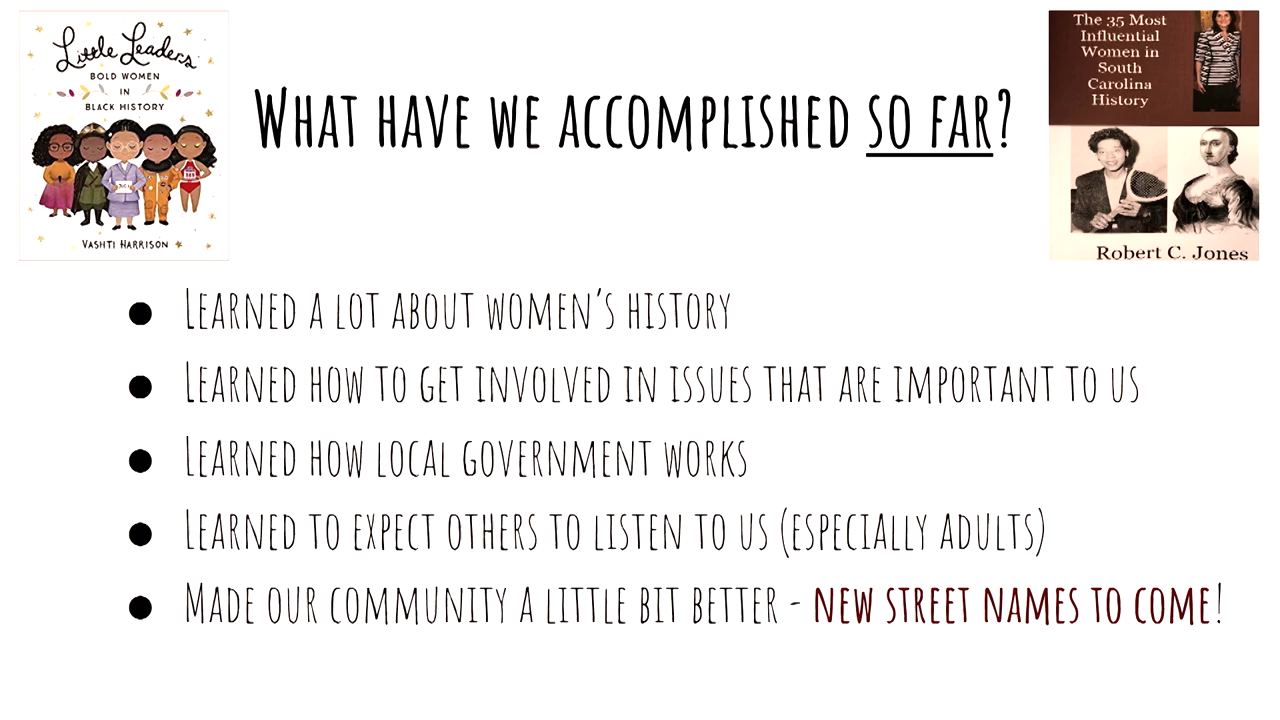 Little Leaders
BOLD WOMEN
IN
BLACK HISTORY
VASHTI HARRISON
WHAT HAVE WE ACCOMPLISHED SO FAR?
The 35 Most
Influential
Women in
South
Carolina
History
Robert C. Jones
● LEARNED A LOT ABOUT WOMEN'S HISTORY
● LEARNED HOW TO GET INVOLVED IN ISSUES THAT ARE IMPORTANT TO US
● LEARNED HOW LOCAL GOVERNMENT WORKS
● LEARNED TO EXPECT OTHERS TO LISTEN TO US (ESPECIALLY ADULTS)
● MADE OUR COMMUNITY A LITTLE BIT BETTER - NEW STREET NAMES TO COME!